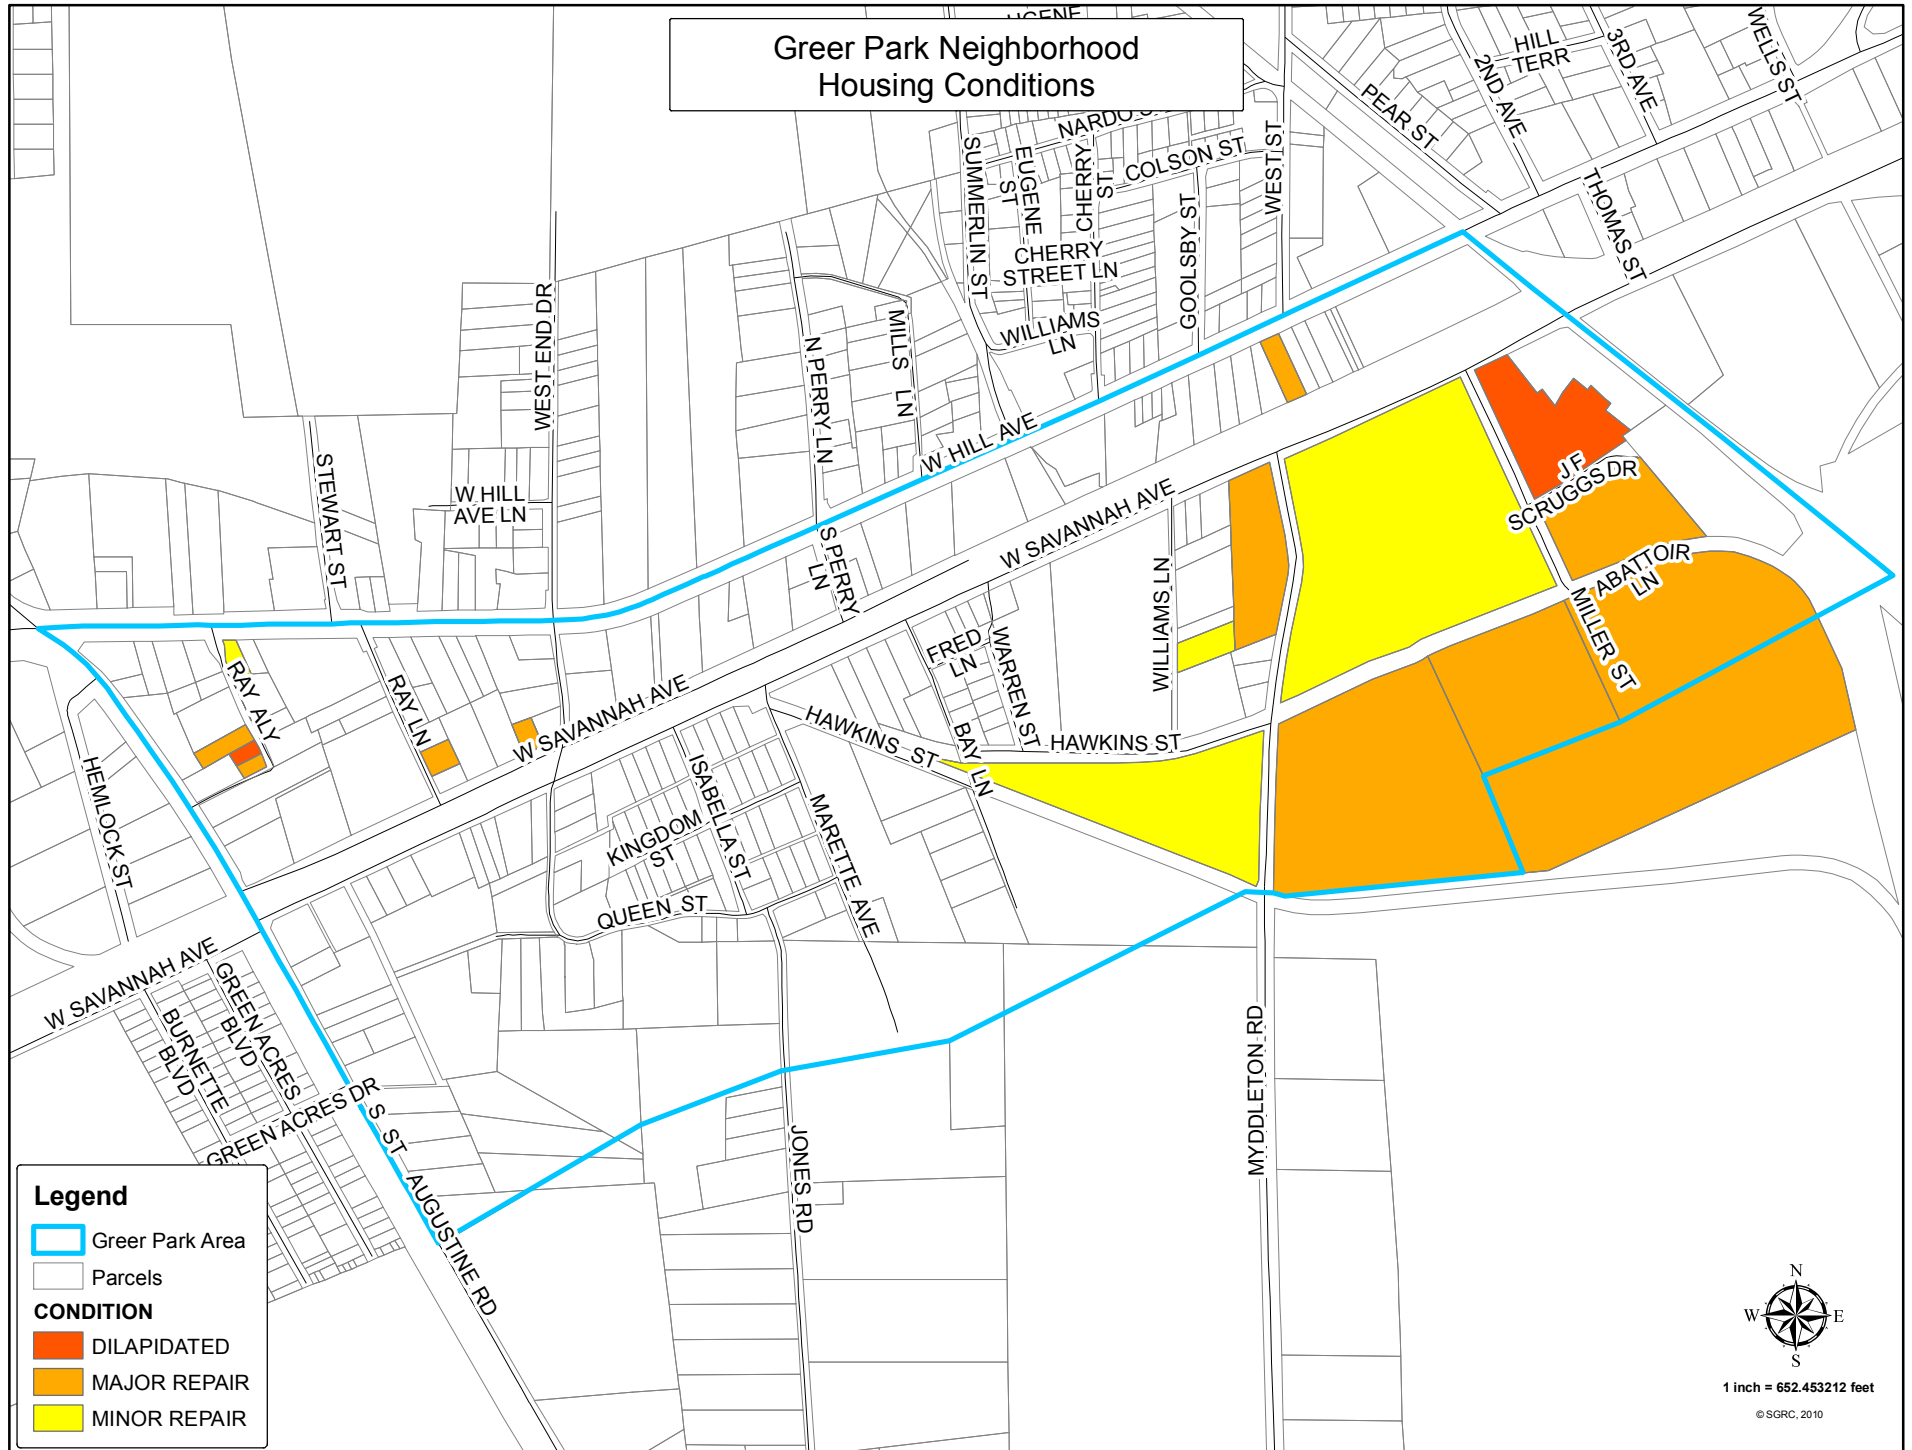 UGENE
Greer Park Neighborhood
Housing Conditions
HILL
TERR
3RD AVE
WELLS ST
2ND AVE
PEAR ST
NARDO
SUMMERLIN ST
EUGENE
ST
CHERRY
ST
COLSON ST
WEST ST
GOOLSBY ST
THOMAS ST
CHERRY
STREET LN
WILLIAMS
LN
WEST END DR
MILLS LN
N PERRY LN
W HILL AVE
STEWART ST
W HILL
AVE LN
J F
SCRUGGS DR
W SAVANNAH AVE
S PERRY
LN
WILLIAMS LN
ABATTOIR
LN
MILLER ST
FRED
LN
WARREN ST
RAY ALY
RAY LN
W SAVANNAH AVE
HAWKINS ST
BAY LN
HAWKINS ST
HEMLOCK ST
ISABELLA ST
KINGDOM
ST
MARETTE AVE
QUEEN ST
W SAVANNAH AVE
GREEN ACRES
BLVD
BURNETTE
BLVD
GREEN ACRES DR
S ST AUGUSTINE RD
JONES RD
MYDDLETON RD
Legend
Greer Park Area
Parcels
CONDITION
DILAPIDATED
MAJOR REPAIR
MINOR REPAIR
N
W E
S
1 inch = 652.453212 feet
© SGRC, 2010